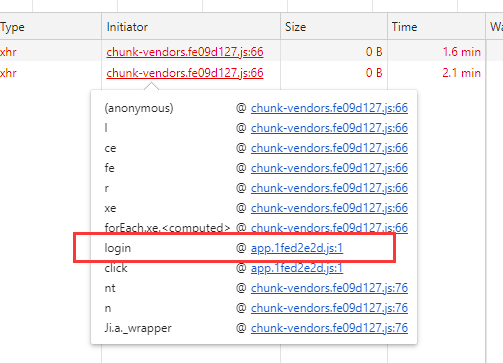 Type Initiator Size Time Wa
xhr chunk-vendors.fe09d127.js:66 0 B 1.6 min
xhr chunk-vendors.fe09d127.js:66 0 B 2.1 min
(anonymous) @ chunk-vendors.fe09d127.js:66
l @ chunk-vendors.fe09d127.js:66
ce @ chunk-vendors.fe09d127.js:66
fe @ chunk-vendors.fe09d127.js:66
r @ chunk-vendors.fe09d127.js:66
xe @ chunk-vendors.fe09d127.js:66
forEach.xe.<computed> @ chunk-vendors.fe09d127.js:66
login @ app.1fed2e2d.js:1
click @ app.1fed2e2d.js:1
nt @ chunk-vendors.fe09d127.js:76
n @ chunk-vendors.fe09d127.js:76
Ji.a._wrapper @ chunk-vendors.fe09d127.js:76